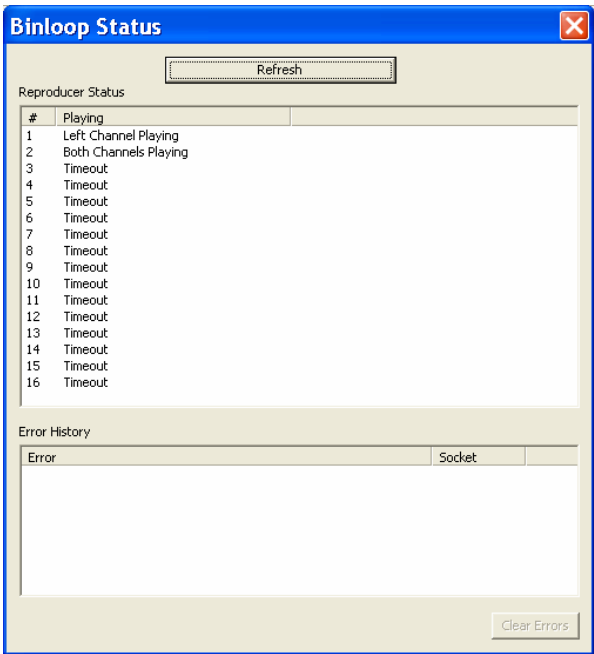 Binloop Status
Refresh
Reproducer Status
# Playing
1 Left Channel Playing
2 Both Channels Playing
3 Timeout
4 Timeout
5 Timeout
6 Timeout
7 Timeout
8 Timeout
9 Timeout
10 Timeout
11 Timeout
12 Timeout
13 Timeout
14 Timeout
15 Timeout
16 Timeout
Error History
Error Socket
Clear Errors